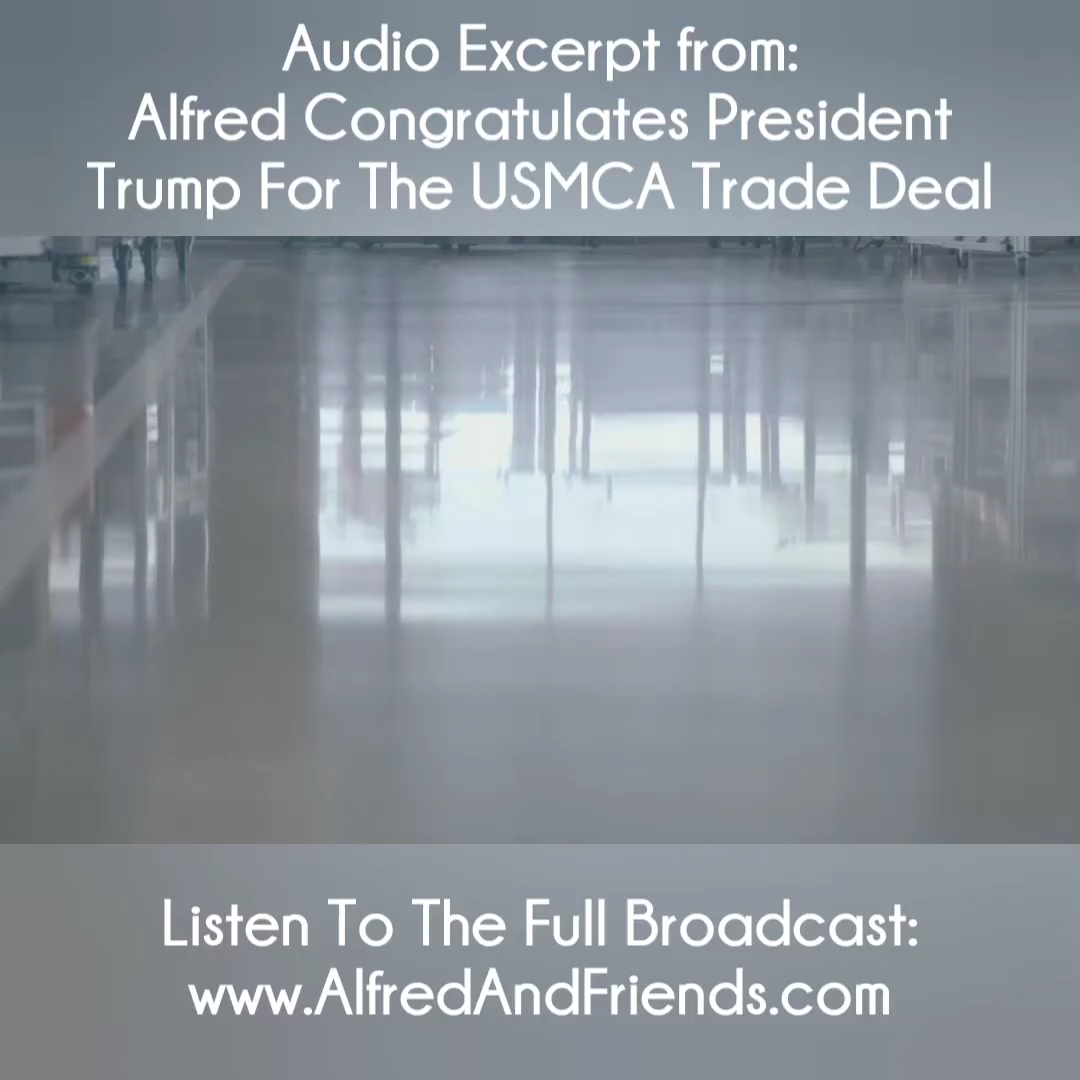 Audio Excerpt from:
Alfred Congratulates President
Trump For The USMCA Trade Deal
Listen To The Full Broadcast:
www.AlfredAndFriends.com